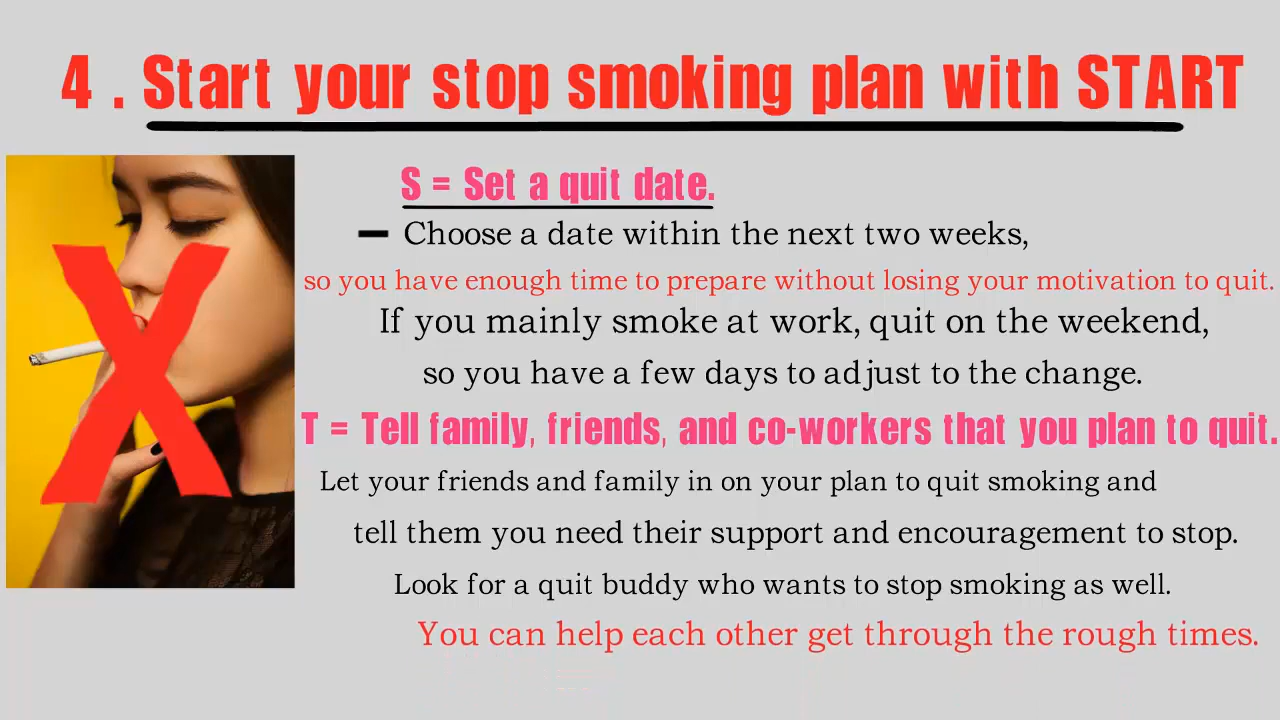 4 . Start your stop smoking plan with START
S = Set a quit date.
Choose a date within the next two weeks,
so you have enough time to prepare without losing your motivation to quit.
If you mainly smoke at work, quit on the weekend,
so you have a few days to adjust to the change.
T = Tell family, friends, and co-workers that you plan to quit.
Let your friends and family in on your plan to quit smoking and
tell them you need their support and encouragement to stop.
Look for a quit buddy who wants to stop smoking as well.
You can help each other get through the rough times.